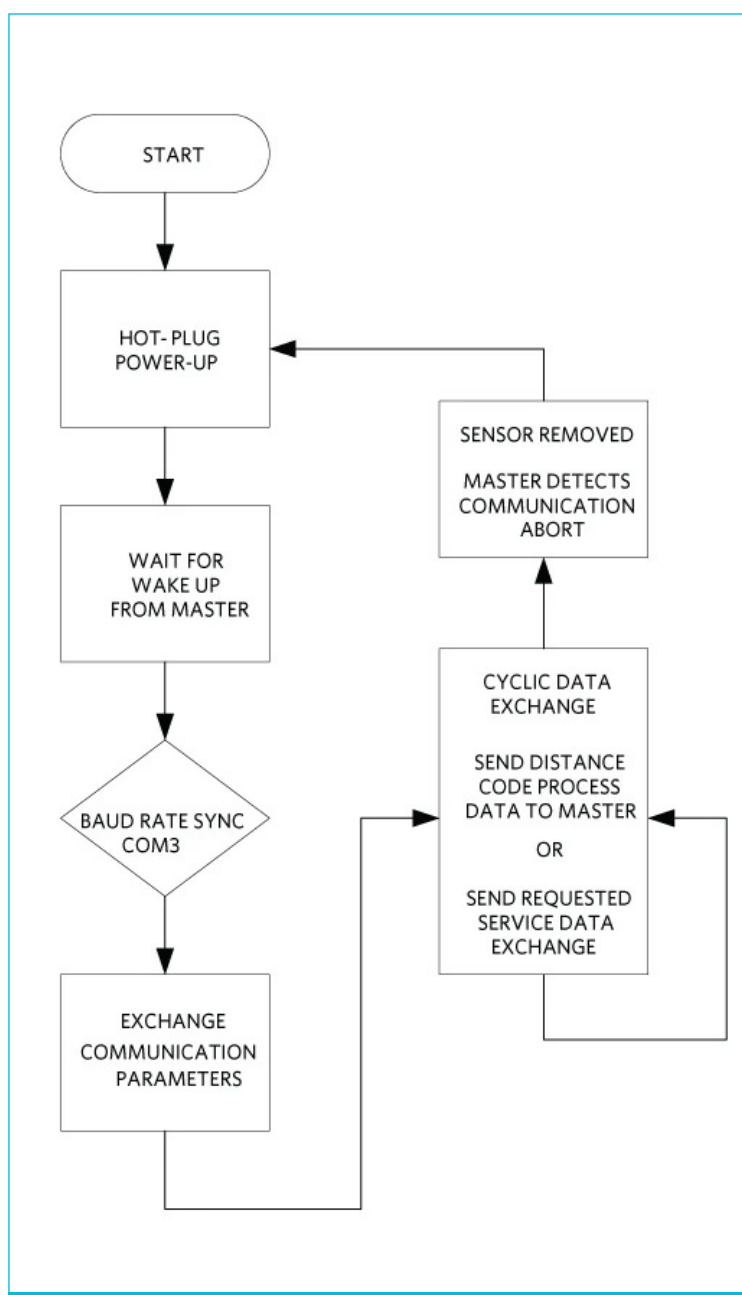 START
HOT- PLUG
POWER-UP
WAIT FOR
WAKE UP
FROM MASTER
BAUD RATE SYNC
COM3
EXCHANGE
COMMUNICATION
PARAMETERS
SENSOR REMOVED
MASTER DETECTS
COMMUNICATION
ABORT
CYCLIC DATA
EXCHANGE
SEND DISTANCE
CODE PROCESS
DATA TO MASTER
OR
SEND REQUESTED
SERVICE DATA
EXCHANGE